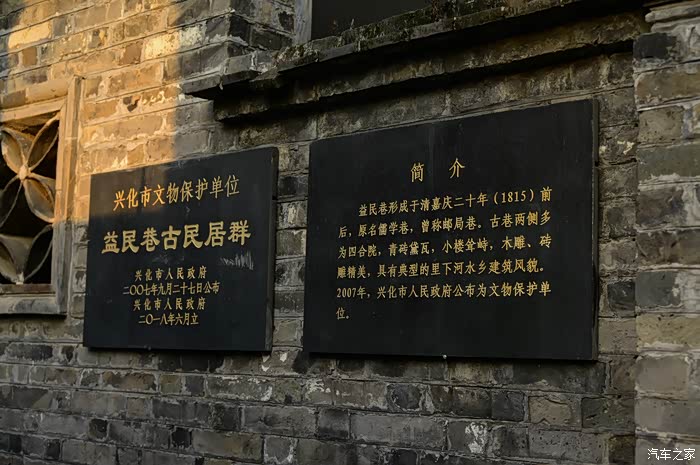 兴化市文物保护单位
益民巷古民居群
兴化市人民政府
二〇〇七年九月二十七日公布
兴化市人民政府
二〇一八年六月立
简介
益民巷形成于清嘉庆二十年（1815）前
后，原名儒学巷，曾称邮局巷。古巷两侧多
为四合院，青砖黛瓦，小楼耸峙，木雕、砖
雕精美，具有典型的里下河水乡建筑风貌。
2007年，兴化市人民政府公布为文物保护单
位。
汽车之家